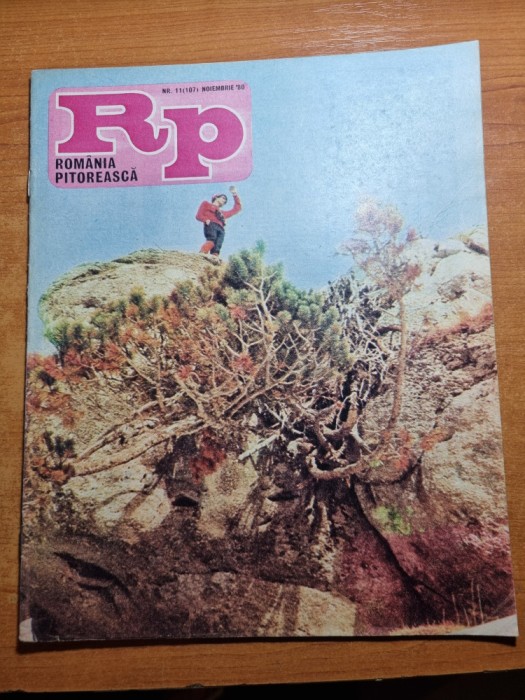 NR. 11(107) NOIEMBRIE '80
Rp
ROMÂNIA
PITOREASCĂ